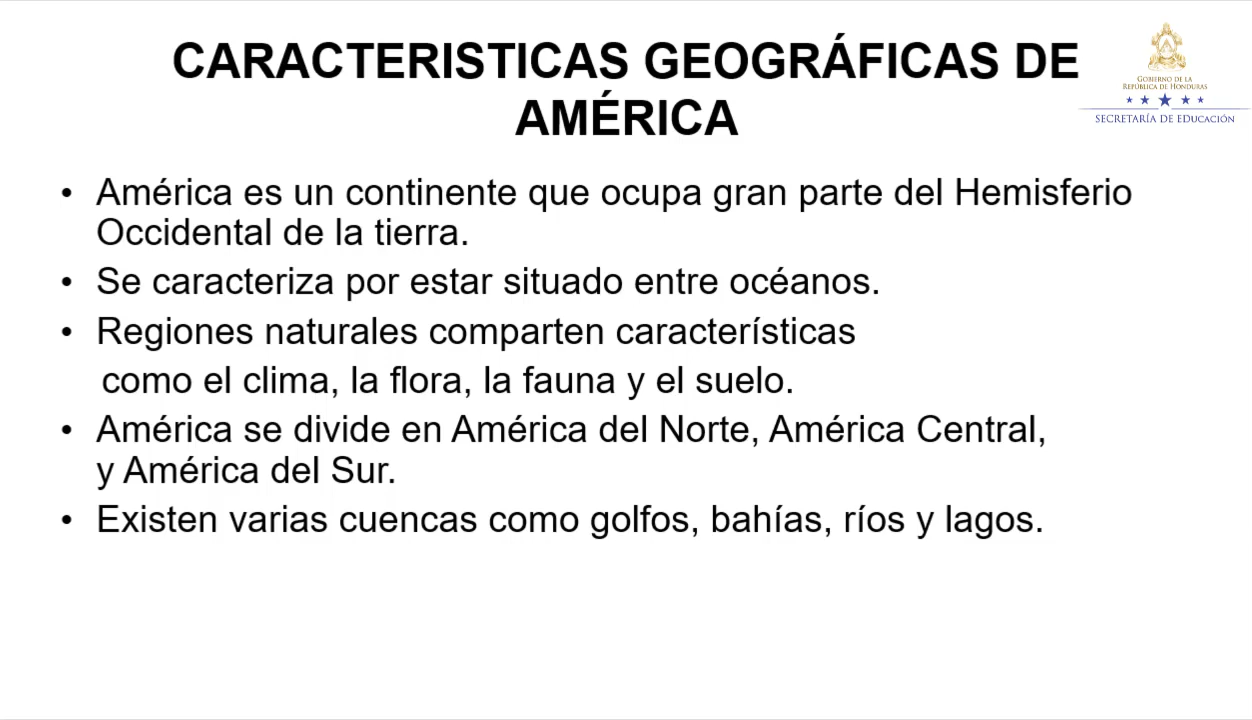 CARACTERISTICAS GEOGRÁFICAS DE
AMÉRICA
GOBIERNO DE LA
REPÚBLICA DE HONDURAS
SECRETARÍA DE EDUCACIÓN
• América es un continente que ocupa gran parte del Hemisferio
Occidental de la tierra.
• Se caracteriza por estar situado entre océanos.
• Regiones naturales comparten características
como el clima, la flora, la fauna y el suelo.
• América se divide en América del Norte, América Central,
y América del Sur.
• Existen varias cuencas como golfos, bahías, ríos y lagos.